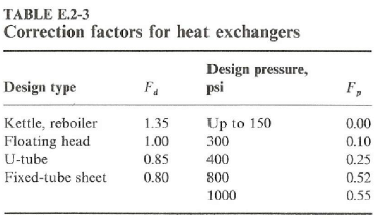 TABLE E.2-3
Correction factors for heat exchangers
Design type F_d Design pressure, psi F_p
Kettle, reboiler 1.35 Up to 150 0.00
Floating head 1.00 300 0.10
U-tube 0.85 400 0.25
Fixed-tube sheet 0.80 800 0.52
1000 0.55